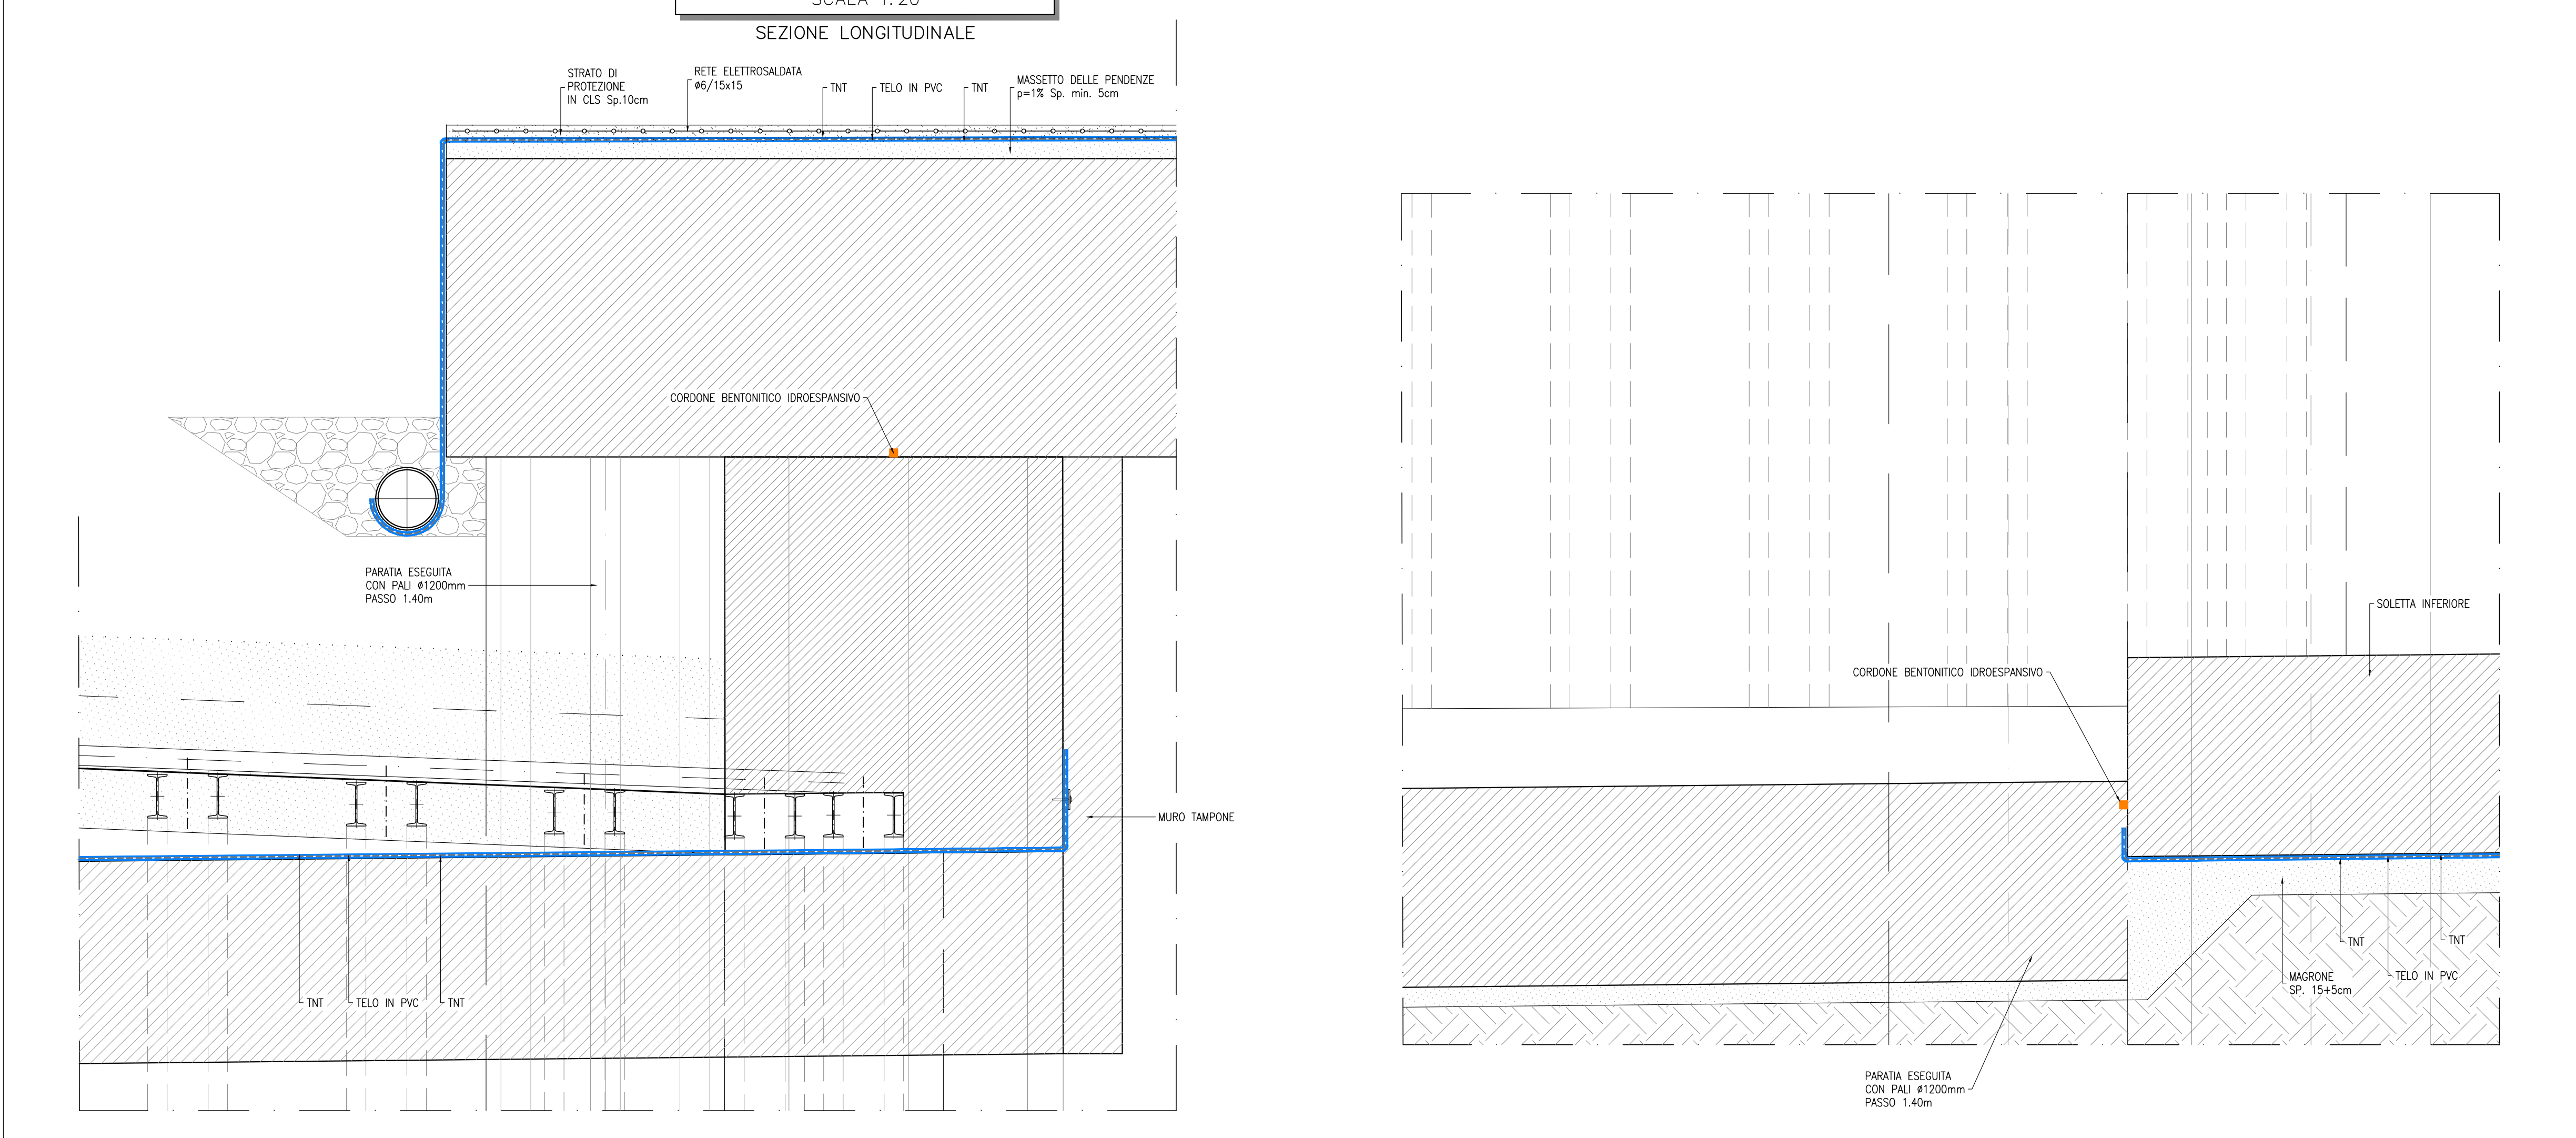 SCALA 1:20
SEZIONE LONGITUDINALE
STRATO DI
PROTEZIONE
IN CLS Sp.10cm
RETE ELETTROSALDATA
ø6/15x15
TNT
TELO IN PVC
TNT
MASSETTO DELLE PENDENZE
p=1% Sp. min. 5cm
CORDONE BENTONITICO IDROESPANSIVO
PARATIA ESEGUITA
CON PALI ø1200mm
PASSO 1.40m
MURO TAMPONE
TNT
TELO IN PVC
TNT
SOLETTA INFERIORE
CORDONE BENTONITICO IDROESPANSIVO
TNT
TNT
TELO IN PVC
MAGRONE
SP. 15+5cm
PARATIA ESEGUITA
CON PALI ø1200mm
PASSO 1.40m